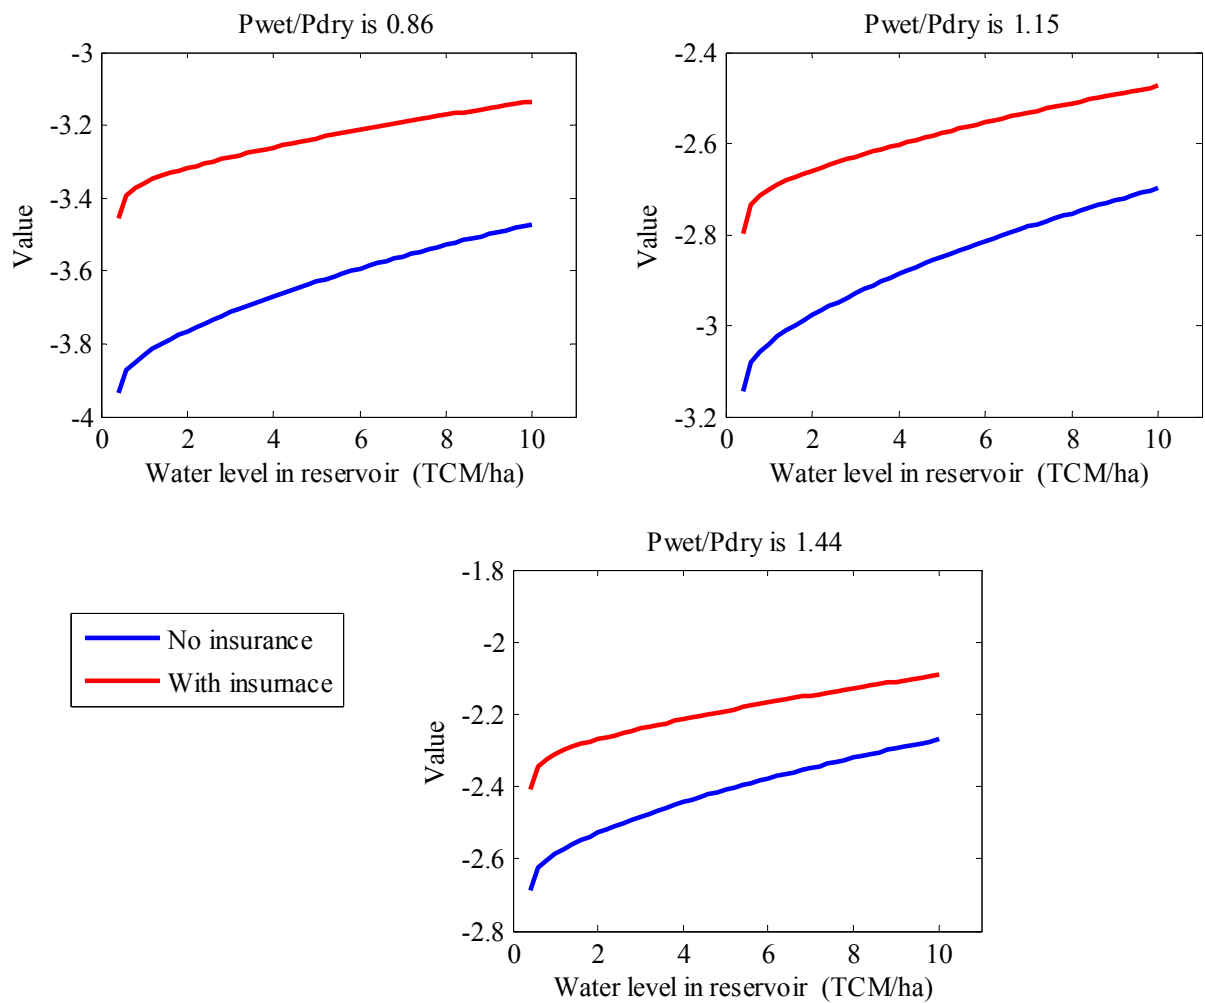 Pwet/Pdry is 0.86
-3
-3.2
-3.4
-3.6
-3.8
-4
Value
0 2 4 6 8 10
Water level in reservoir (TCM/ha)
Pwet/Pdry is 1.15
-2.4
-2.6
-2.8
-3
-3.2
Value
0 2 4 6 8 10
Water level in reservoir (TCM/ha)
No insurance
With insurnace
Pwet/Pdry is 1.44
-1.8
-2
-2.2
-2.4
-2.6
-2.8
Value
0 2 4 6 8 10
Water level in reservoir (TCM/ha)